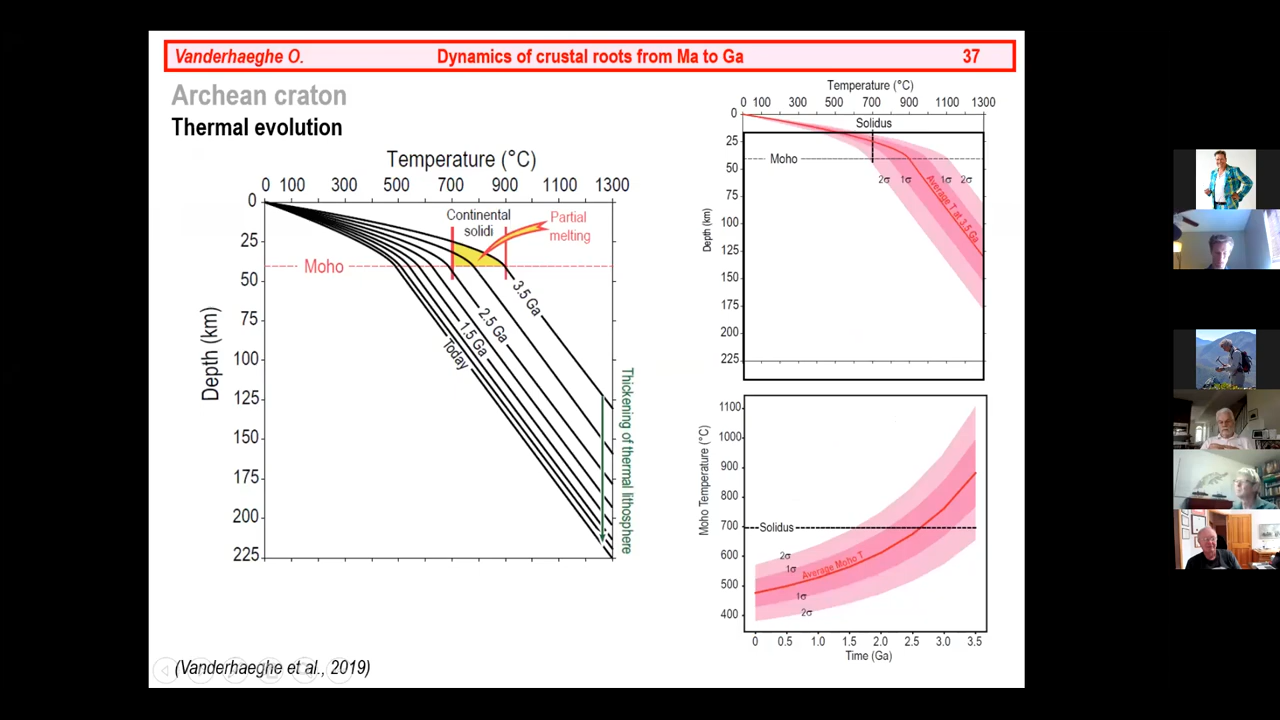 Vanderhaeghe O.
Dynamics of crustal roots from Ma to Ga
37
Archean craton
Thermal evolution
Temperature (°C)
0 100 300 500 700 900 1100 1300
Depth (km)
0
25
50
75
100
125
150
175
200
225
Continental
solidi
Partial
melting
Moho
3.5 Ga
2.5 Ga
1.5 Ga
Today
Thickening of thermal lithosphere
(Vanderhaeghe et al., 2019)
Temperature (°C)
0 100 300 500 700 900 1100 1300
Solidus
Depth (km)
0
25
50
75
100
125
150
175
200
225
Moho
2σ 1σ 1σ 2σ
Average T at 3.5 Ga
Moho Temperature (°C)
1100
1000
900
800
700
600
500
400
Solidus
2σ
1σ
Average Moho T
1σ
2σ
0 0.5 1.0 1.5 2.0 2.5 3.0 3.5
Time (Ga)